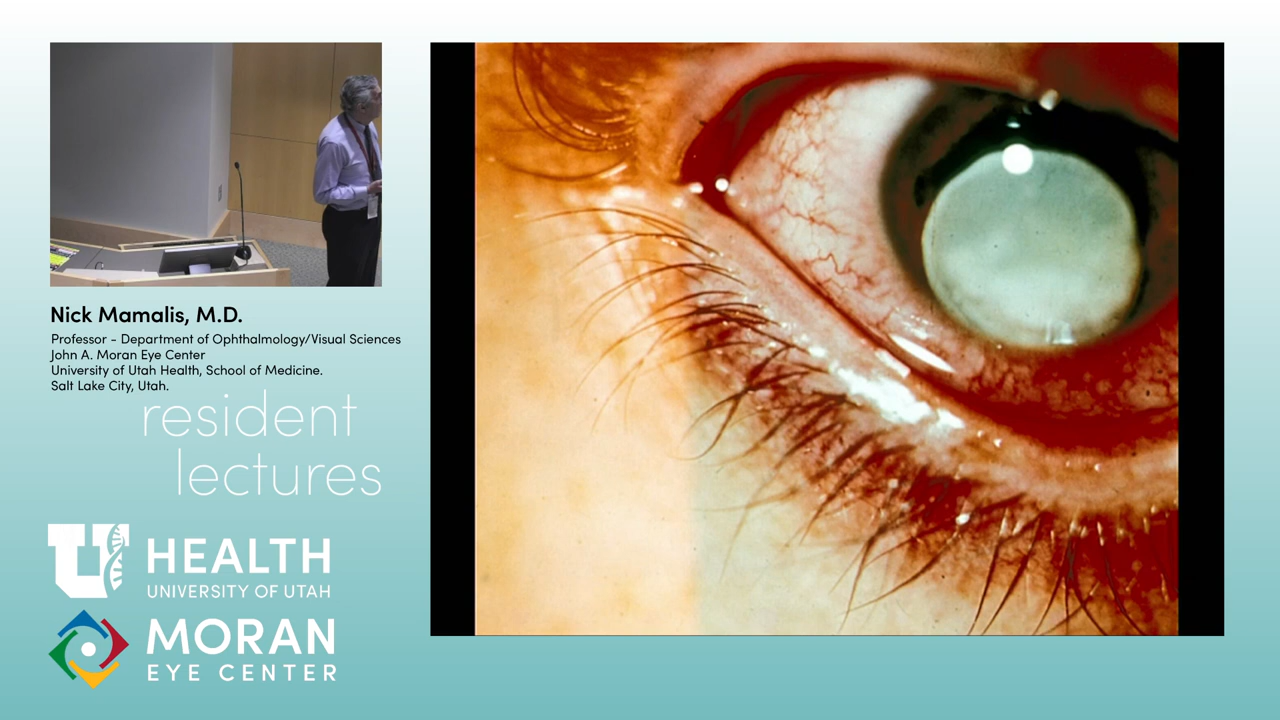 Nick Mamalis, M.D.
Professor - Department of Ophthalmology/Visual Sciences
John A. Moran Eye Center
University of Utah Health, School of Medicine.
Salt Lake City, Utah.
resident
lectures
U HEALTH
UNIVERSITY OF UTAH
MORAN
EYE CENTER